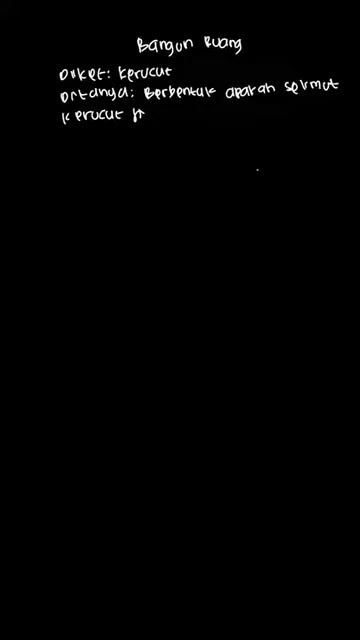 Bangun Ruang
Diket: Kerucut
Ditanya: Berbentuk apakah selimut
Kerucut